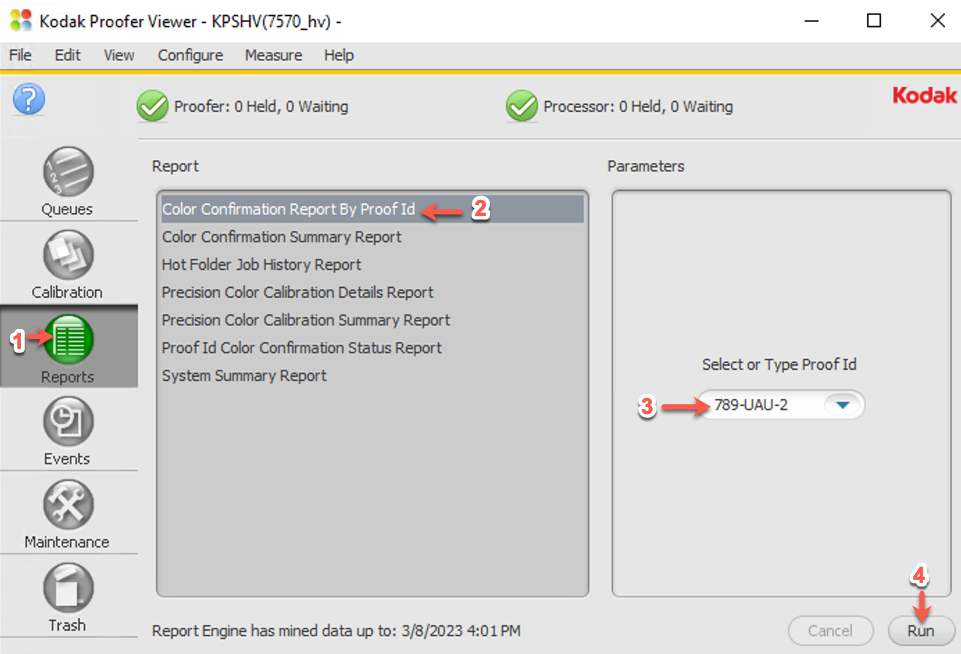 Kodak Proofer Viewer - KPSHV(7570_hv) -
File Edit View Configure Measure Help
? Proofer: 0 Held, 0 Waiting Processor: 0 Held, 0 Waiting Kodak
1 2 3
Queues
Calibration
1
Reports
Events
Maintenance
Trash
Report
Color Confirmation Report By Proof Id 2
Color Confirmation Summary Report
Hot Folder Job History Report
Precision Color Calibration Details Report
Precision Color Calibration Summary Report
Proof Id Color Confirmation Status Report
System Summary Report
Parameters
Select or Type Proof Id
3 789-UAU-2
4
Report Engine has mined data up to: 3/8/2023 4:01 PM
Cancel Run